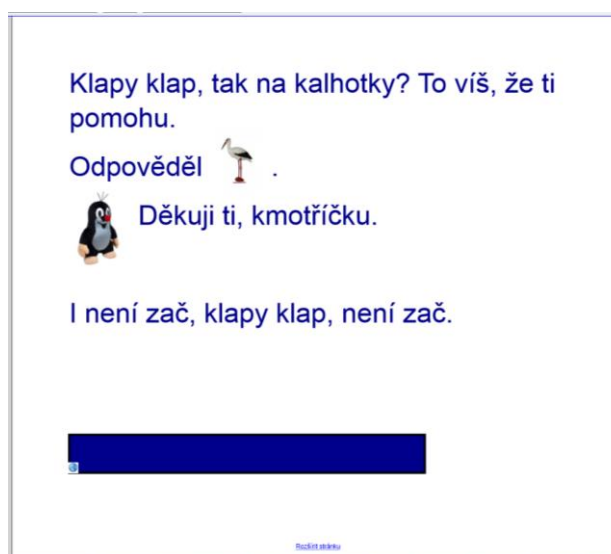 Klapy klap, tak na kalhotky? To víš, že ti
pomohu.
Odpověděl .
Děkuji ti, kmotříčku.
I není zač, klapy klap, není zač.
Rozšířit stránku